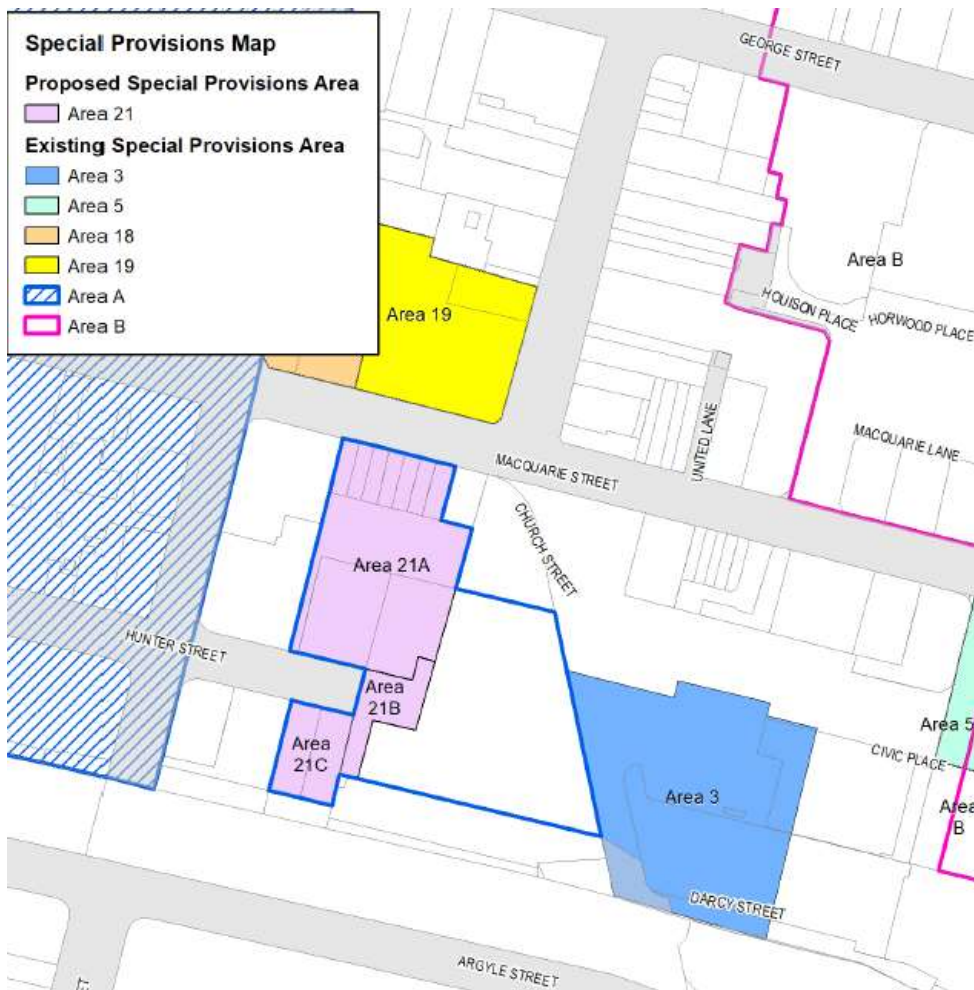 Special Provisions Map
Proposed Special Provisions Area
Area 21
Existing Special Provisions Area
Area 3
Area 5
Area 18
Area 19
Area A
Area B
GEORGE STREET
Area B
HOUISON PLACE
HORWOOD PLACE
Area 19
UNITED LANE
MACQUARIE LANE
MACQUARIE STREET
CHURCH STREET
Area 21A
HUNTER STREET
Area
21B
Area
21C
Area 5
CIVIC PLACE
Area 3
Area
B
DARCY STREET
ARGYLE STREET